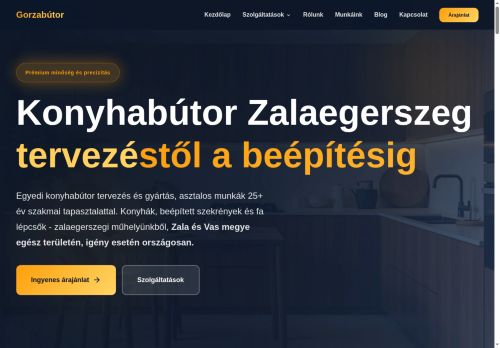 Gorzabútor
Kezdőlap Szolgáltatások Rólunk Munkáink Blog Kapcsolat Árajánlat
Prémium minőség és precizitás
Konyhabútor Zalaegerszeg
tervezéstől a beépítésig
Egyedi konyhabútor tervezés és gyártás, asztalos munkák 25+
év szakmai tapasztalattal. Konyhák, beépített szekrények és fa
lépcsők - zalaegerszegi műhelyünkből, Zala és Vas megye
egész területén, igény esetén országosan.
Ingyenes árajánlat → Szolgáltatások